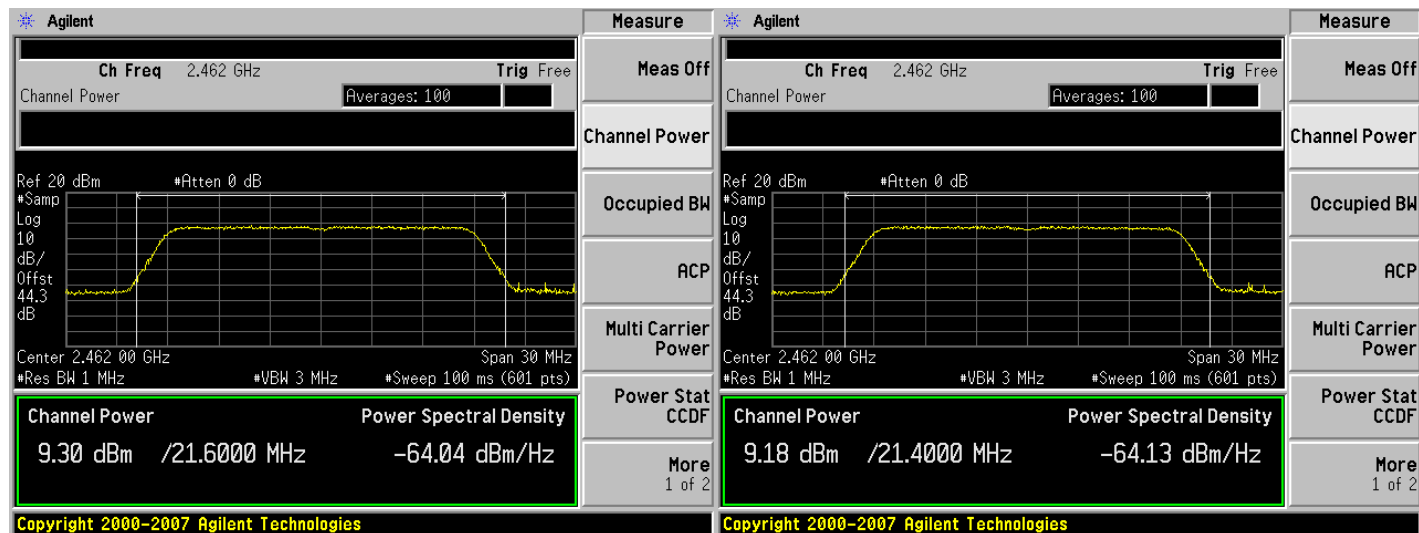 Agilent
Measure
Ch Freq 2.462 GHz Trig Free
Meas Off
Channel Power Averages: 100
Channel Power
Ref 20 dBm #Atten 0 dB
#Samp
Log
10
dB/
Offst
44.3
dB
Occupied BW
ACP
Multi Carrier
Power
Center 2.462 00 GHz Span 30 MHz
#Res BW 1 MHz #VBW 3 MHz #Sweep 100 ms (601 pts)
Power Stat
CCDF
Channel Power Power Spectral Density
9.30 dBm /21.6000 MHz -64.04 dBm/Hz
More
1 of 2
Copyright 2000-2007 Agilent Technologies
Agilent
Measure
Ch Freq 2.462 GHz Trig Free
Meas Off
Channel Power Averages: 100
Channel Power
Ref 20 dBm #Atten 0 dB
#Samp
Log
10
dB/
Offst
44.3
dB
Occupied BW
ACP
Multi Carrier
Power
Center 2.462 00 GHz Span 30 MHz
#Res BW 1 MHz #VBW 3 MHz #Sweep 100 ms (601 pts)
Power Stat
CCDF
Channel Power Power Spectral Density
9.18 dBm /21.4000 MHz -64.13 dBm/Hz
More
1 of 2
Copyright 2000-2007 Agilent Technologies